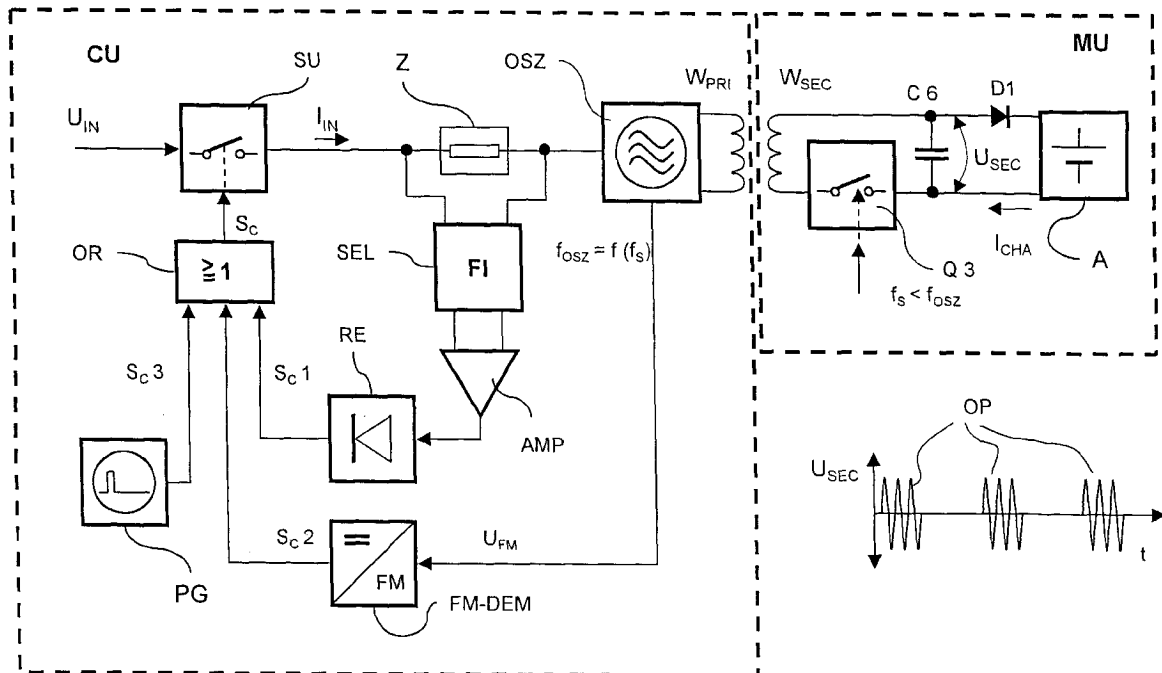 CU
SU
Z
OSZ
W_PRI
U_IN
I_IN
S_C
OR
≧1
SEL
FI
f_OSZ = f (f_S)
RE
AMP
S_C 3
S_C 1
PG
S_C 2
=
FM
U_FM
FM-DEM
MU
W_SEC
C 6
D1
U_SEC
I_CHA
A
Q 3
f_S < f_OSZ
OP
U_SEC
t